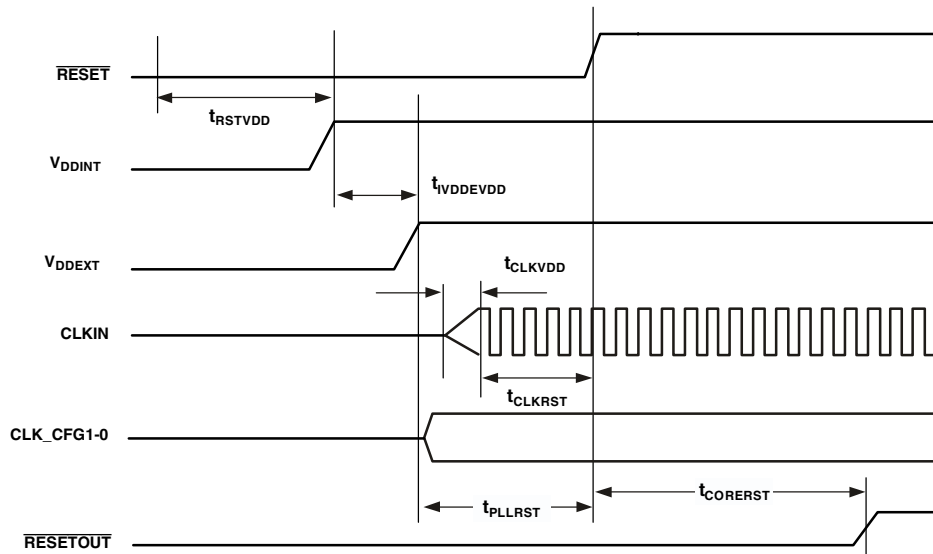 RESET
tRSTVDD
VDDINT
tIVDDEVDD
VDDEXT
tCLKVDD
CLKIN
tCLKRST
CLK_CFG1-0
tPLLRST
tCORERST
RESETOUT